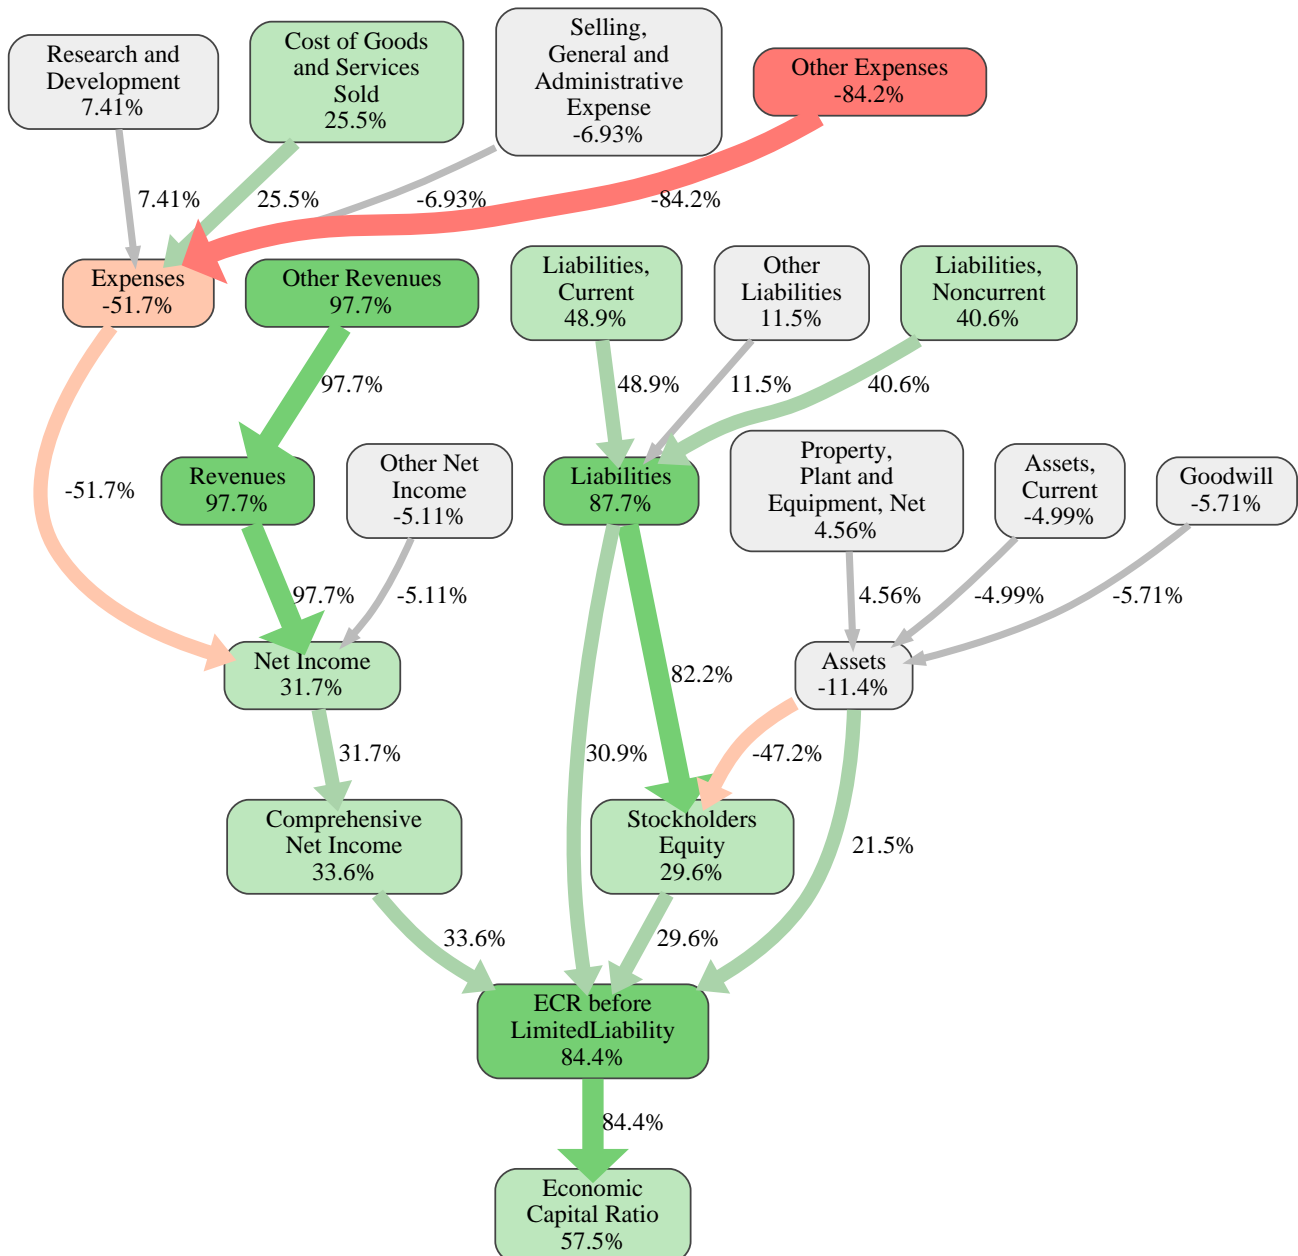 Research and
Development
7.41%
Cost of Goods
and Services
Sold
25.5%
Selling,
General and
Administrative
Expense
-6.93%
Other Expenses
-84.2%
7.41%
25.5%
-6.93%
-84.2%
Expenses
-51.7%
Other Revenues
97.7%
Liabilities,
Current
48.9%
Other
Liabilities
11.5%
Liabilities,
Noncurrent
40.6%
97.7%
48.9%
11.5%
40.6%
-51.7%
Revenues
97.7%
Other Net
Income
-5.11%
Liabilities
87.7%
Property,
Plant and
Equipment, Net
4.56%
Assets,
Current
-4.99%
Goodwill
-5.71%
97.7%
-5.11%
82.2%
4.56%
-4.99%
-5.71%
Net Income
31.7%
Assets
-11.4%
31.7%
30.9%
-47.2%
21.5%
Comprehensive
Net Income
33.6%
Stockholders
Equity
29.6%
33.6%
29.6%
ECR before
LimitedLiability
84.4%
84.4%
Economic
Capital Ratio
57.5%